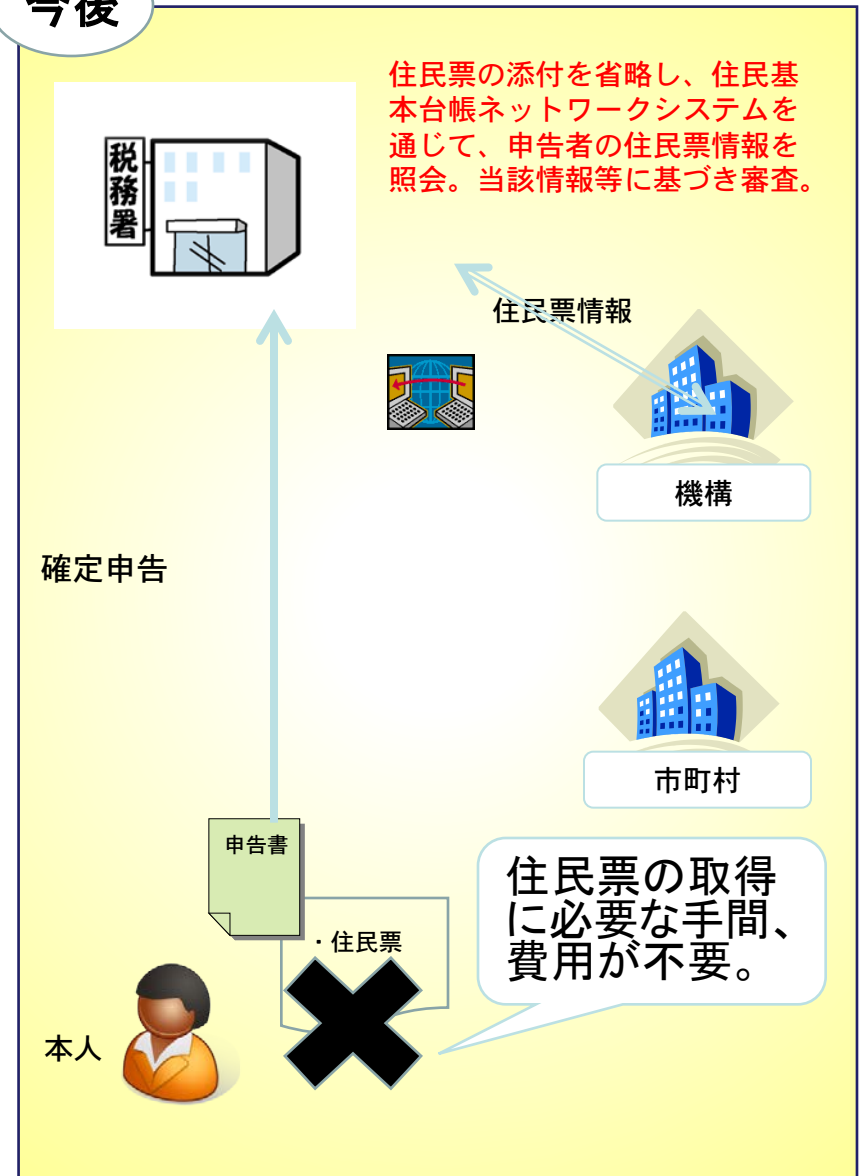 今後
住民票の添付を省略し、住民基
本台帳ネットワークシステムを
通じて、申告者の住民票情報を
照会。当該情報等に基づき審査。
税務署
住民票情報
機構
確定申告
市町村
申告書
・住民票
住民票の取得
に必要な手間、
費用が不要。
本人